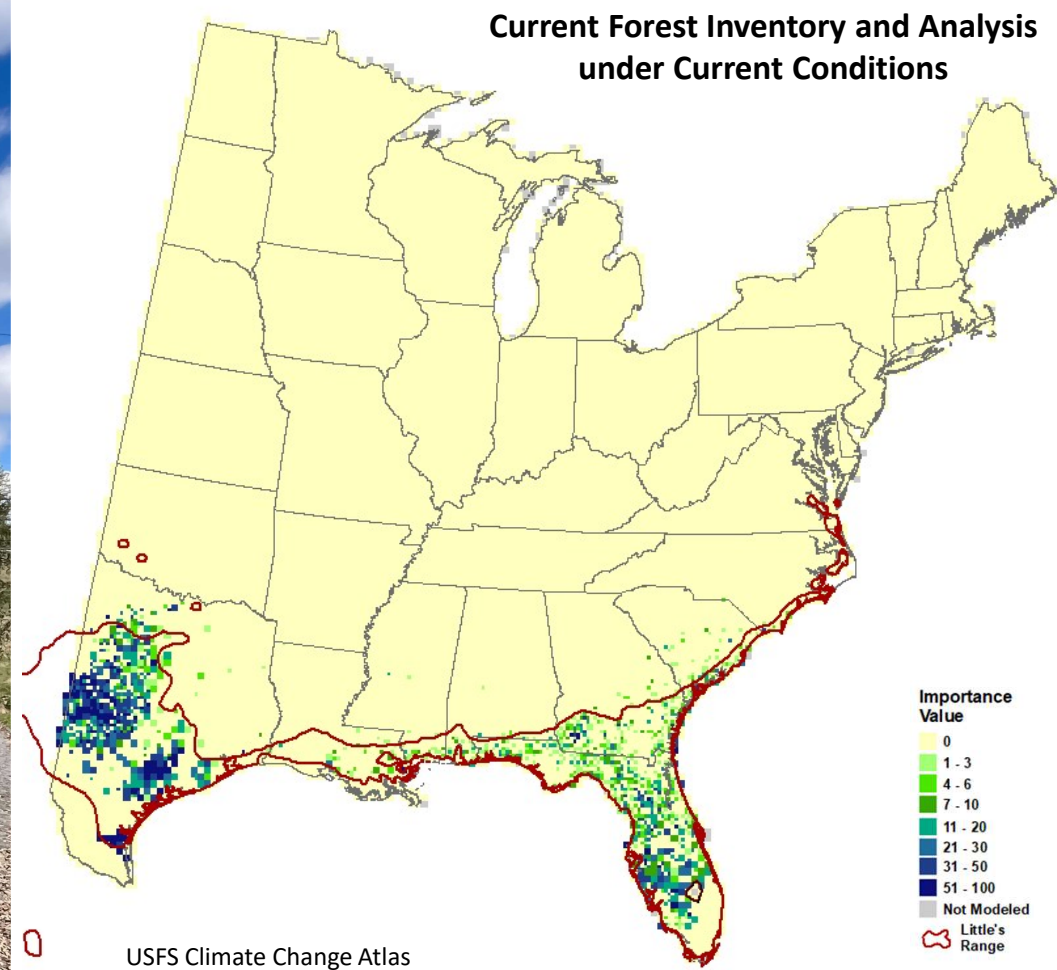 Current Forest Inventory and Analysis
under Current Conditions
Importance
Value
0
1 - 3
4 - 6
7 - 10
11 - 20
21 - 30
31 - 50
51 - 100
Not Modeled
Little's
Range
USFS Climate Change Atlas